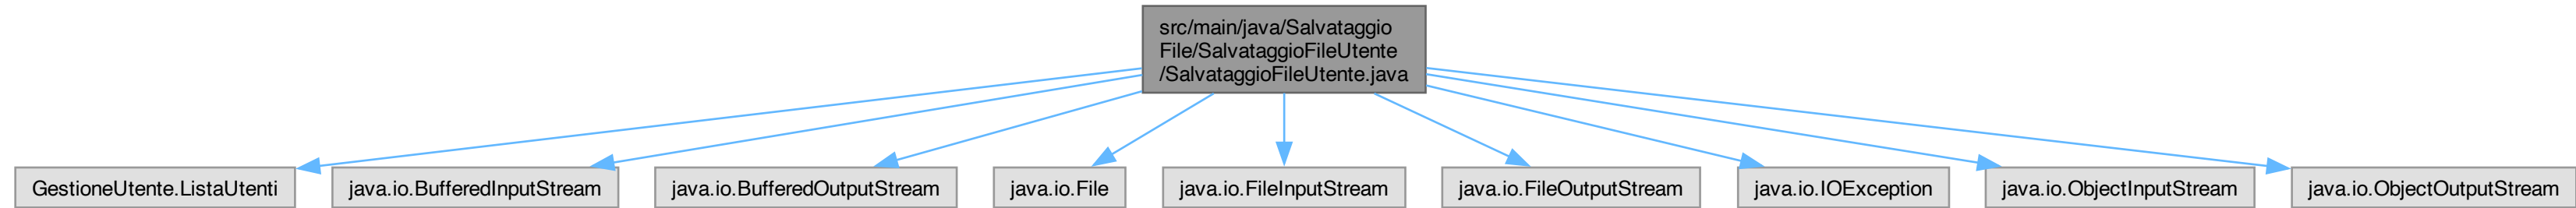 src/main/java/Salvataggio
File/SalvataggioFileUtente
/SalvataggioFileUtente.java
GestioneUtente.ListaUtenti
java.io.BufferedInputStream
java.io.BufferedOutputStream
java.io.File
java.io.FileInputStream
java.io.FileOutputStream
java.io.IOException
java.io.ObjectInputStream
java.io.ObjectOutputStream